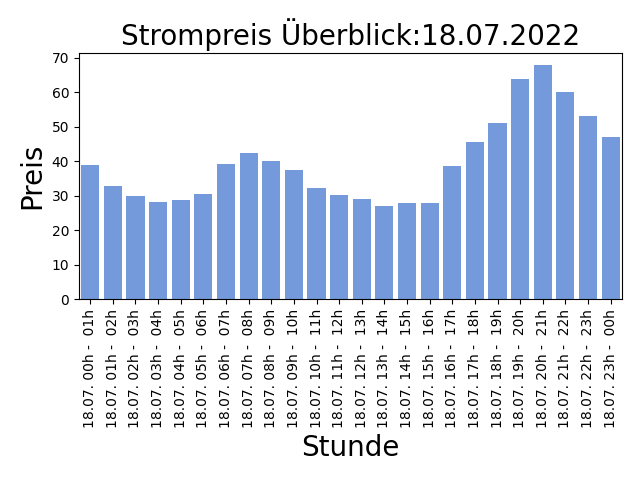 Strompreis Überblick:18.07.2022
Preis
70
60
50
40
30
20
10
0
18.07. 00h - 01h
18.07. 01h - 02h
18.07. 02h - 03h
18.07. 03h - 04h
18.07. 04h - 05h
18.07. 05h - 06h
18.07. 06h - 07h
18.07. 07h - 08h
18.07. 08h - 09h
18.07. 09h - 10h
18.07. 10h - 11h
18.07. 11h - 12h
18.07. 12h - 13h
18.07. 13h - 14h
18.07. 14h - 15h
18.07. 15h - 16h
18.07. 16h - 17h
18.07. 17h - 18h
18.07. 18h - 19h
18.07. 19h - 20h
18.07. 20h - 21h
18.07. 21h - 22h
18.07. 22h - 23h
18.07. 23h - 00h
Stunde